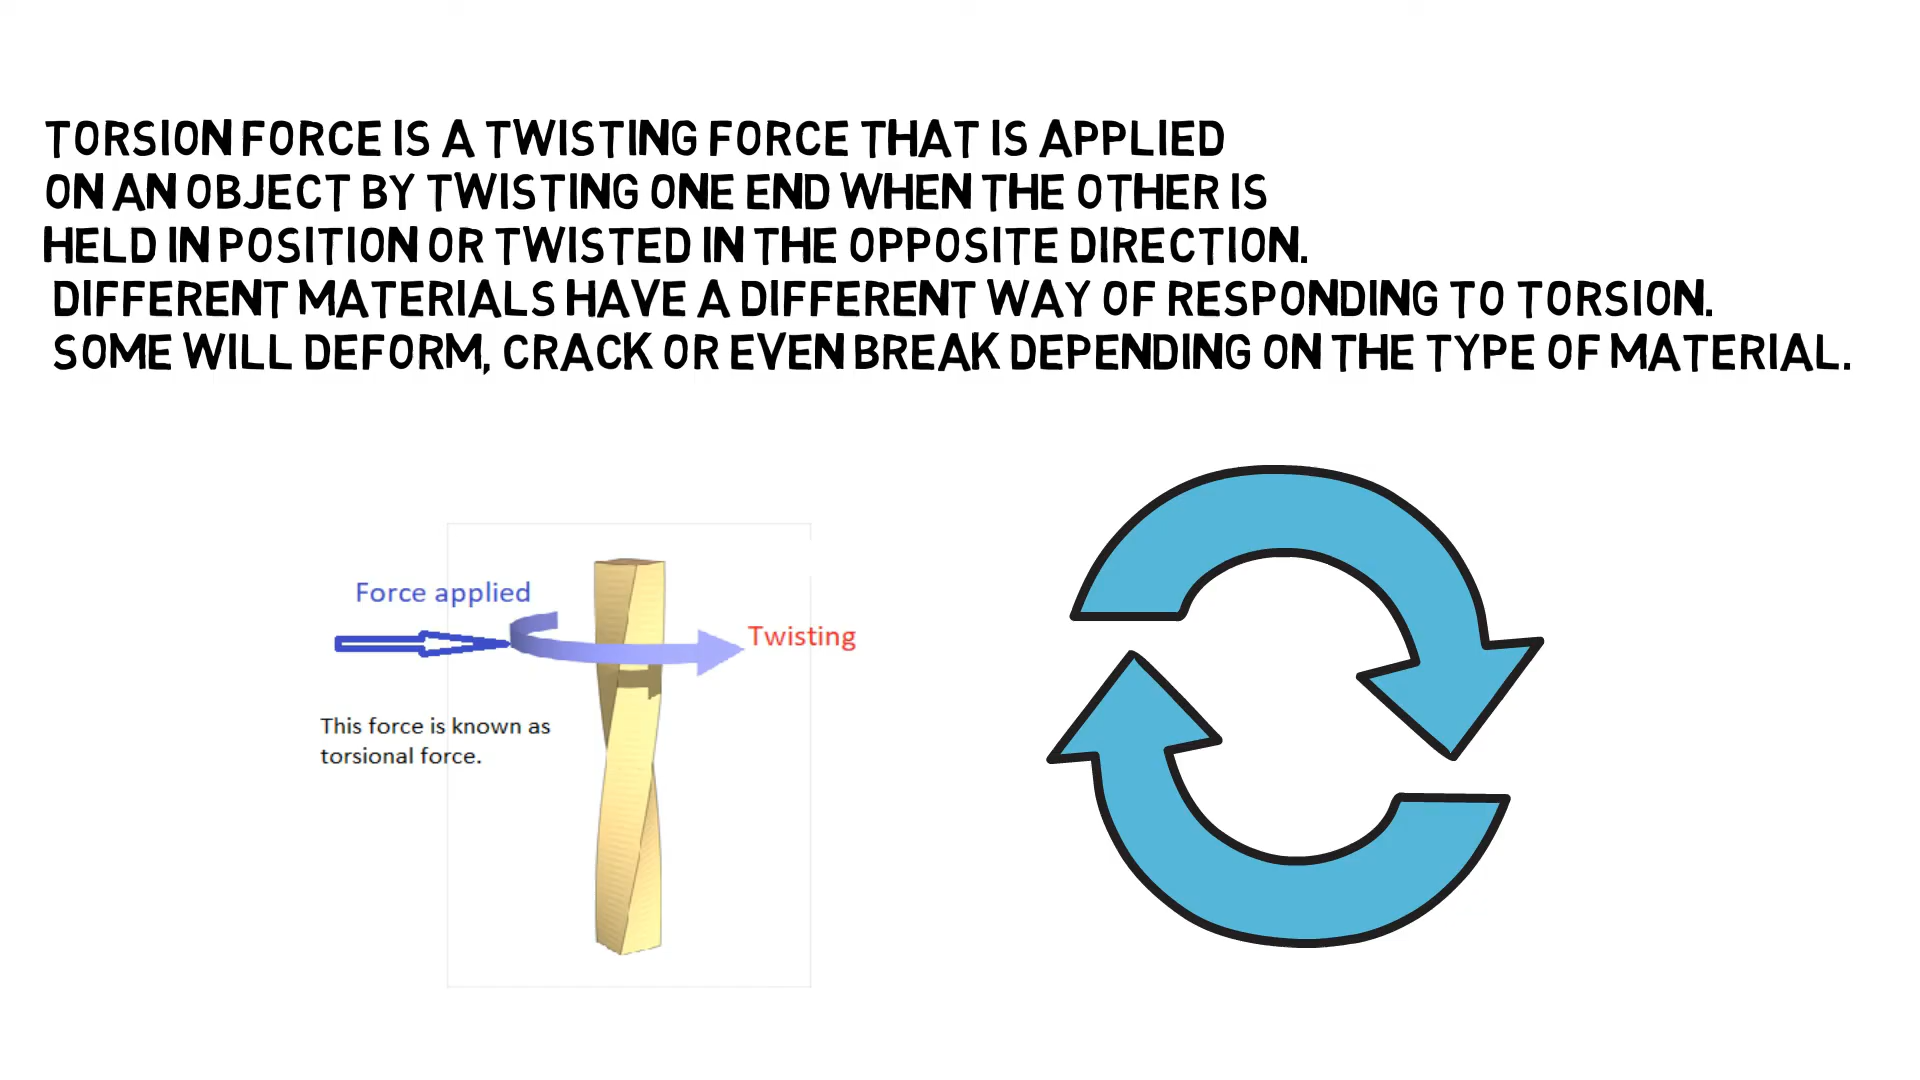 TORSION FORCE IS A TWISTING FORCE THAT IS APPLIED
ON AN OBJECT BY TWISTING ONE END WHEN THE OTHER IS
HELD IN POSITION OR TWISTED IN THE OPPOSITE DIRECTION.
DIFFERENT MATERIALS HAVE A DIFFERENT WAY OF RESPONDING TO TORSION.
SOME WILL DEFORM, CRACK OR EVEN BREAK DEPENDING ON THE TYPE OF MATERIAL.
Force applied
Twisting
This force is known as
torsional force.